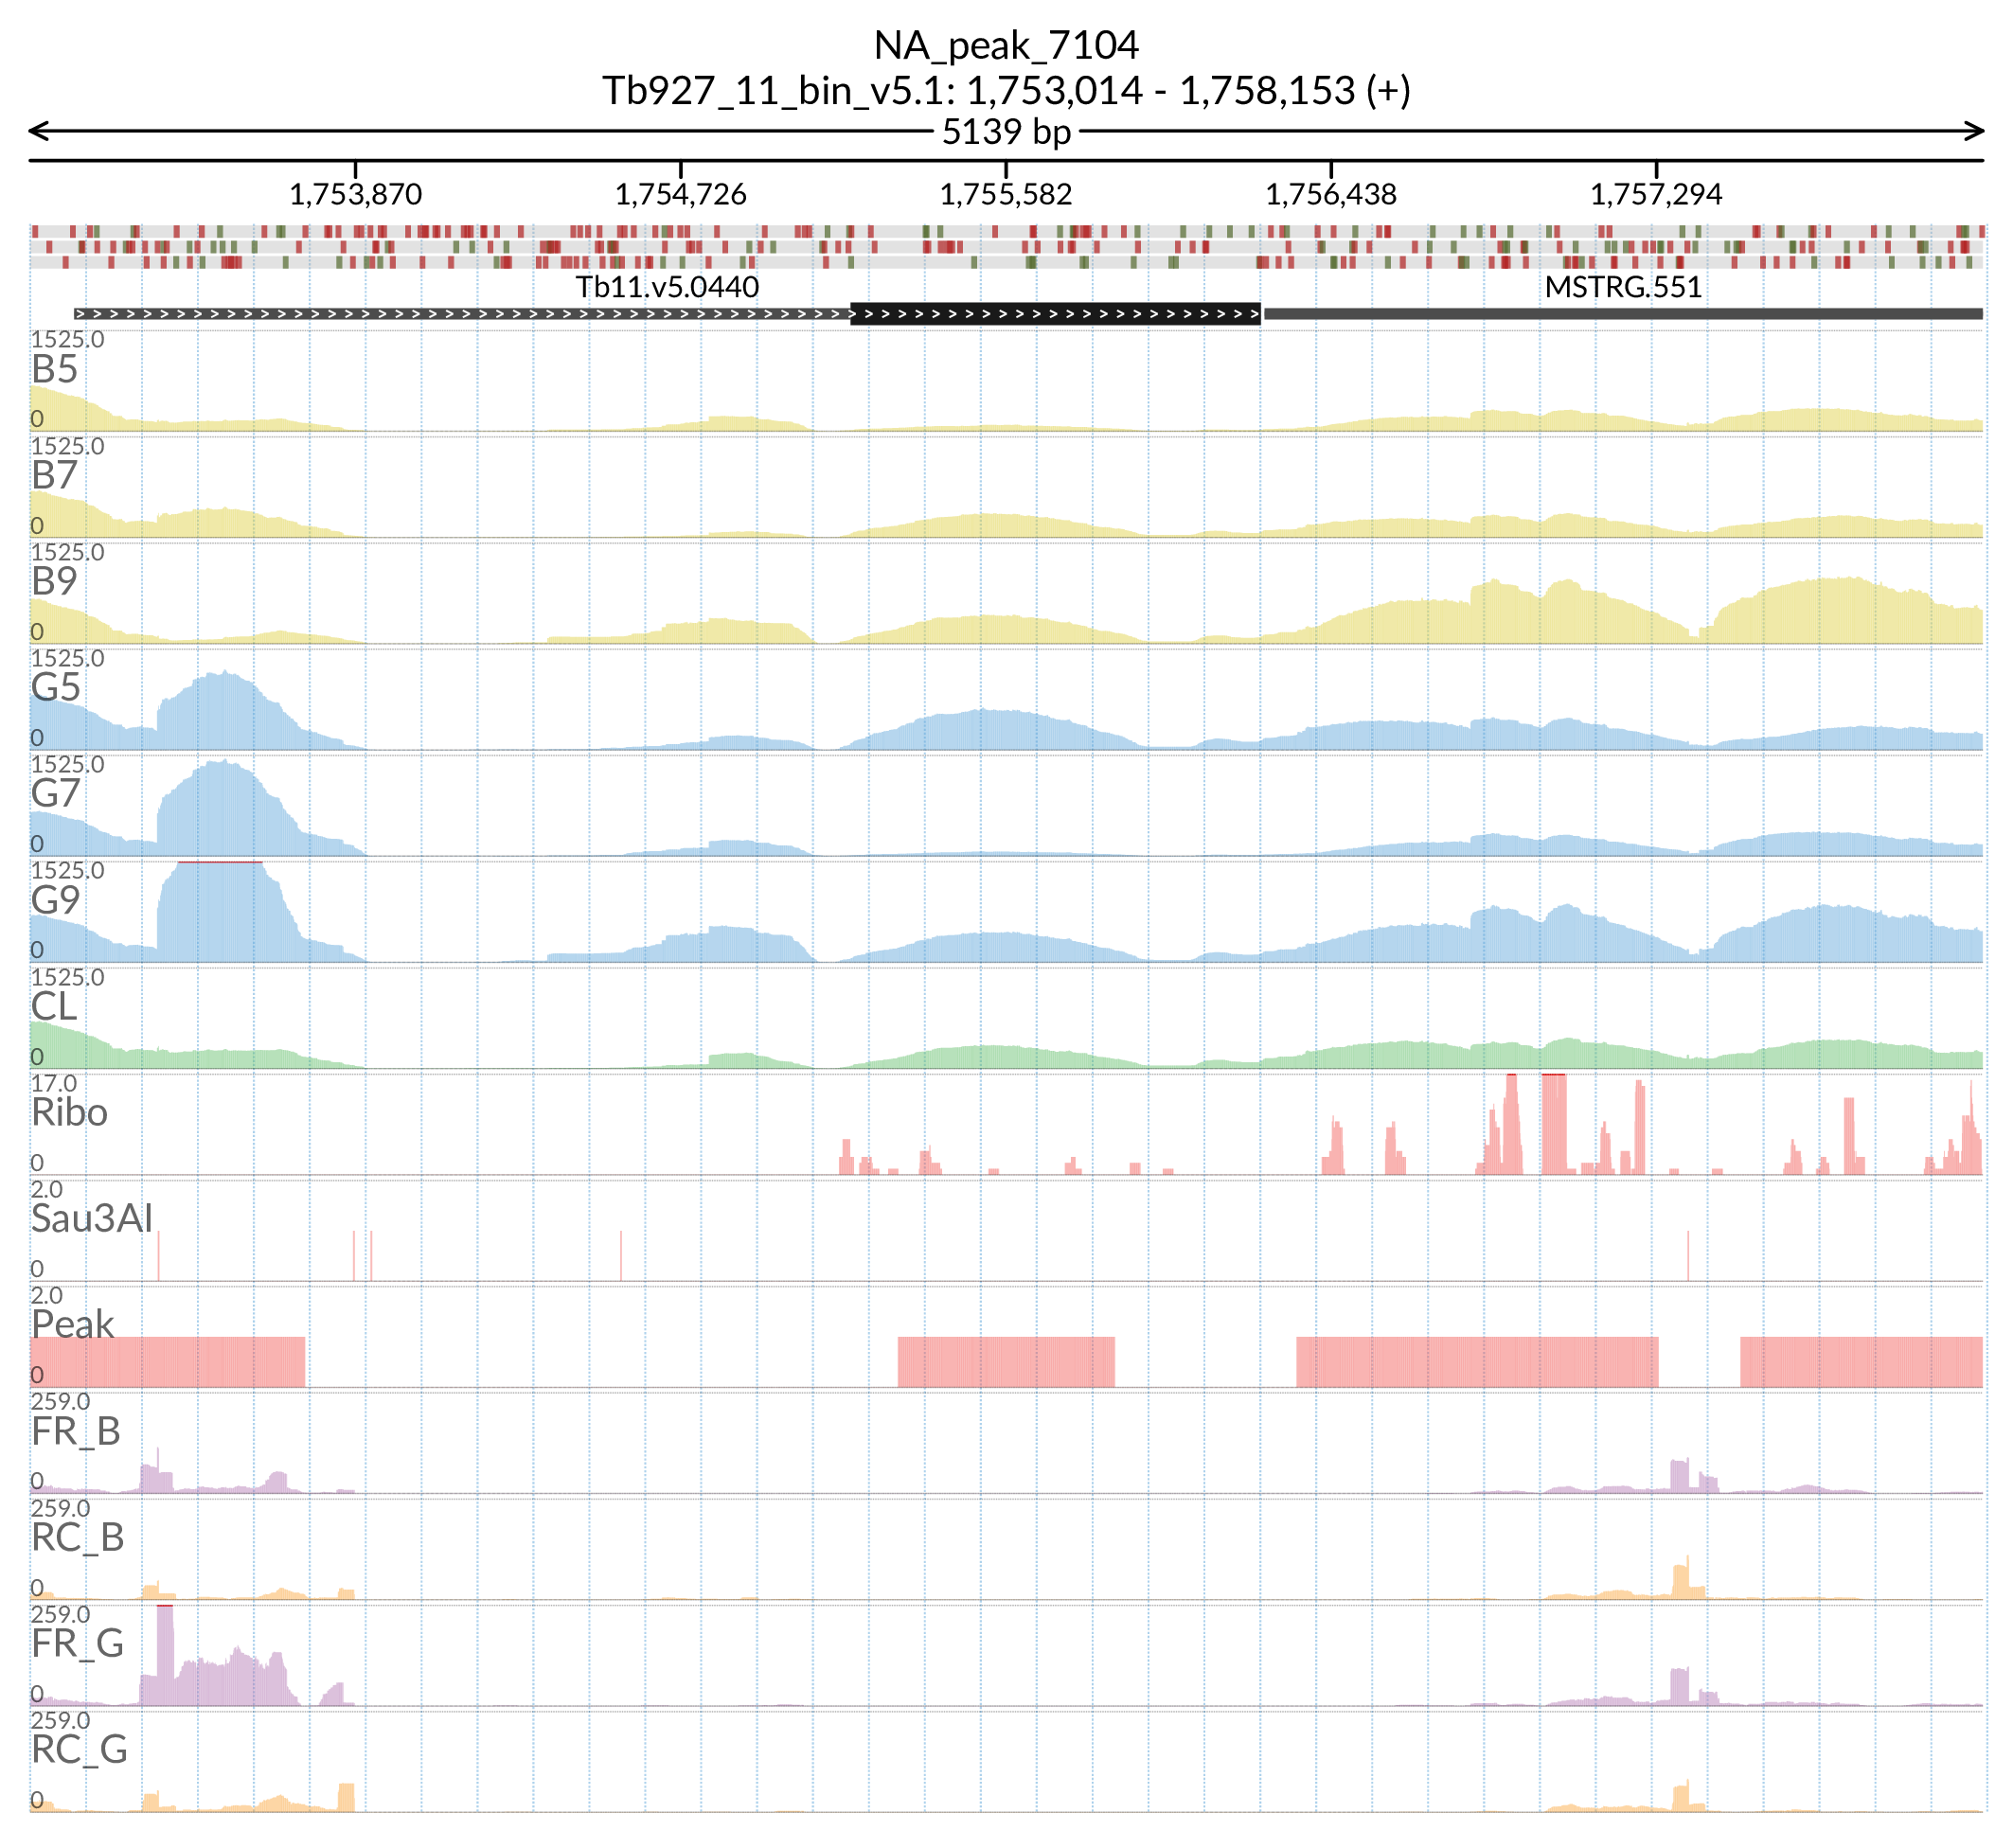 NA_peak_7104
Tb927_11_bin_v5.1: 1,753,014 - 1,758,153 (+)
5139 bp
1,753,870 1,754,726 1,755,582 1,756,438 1,757,294
Tb11.v5.0440 MSTRG.551
1525.0
B5
0
1525.0
B7
0
1525.0
B9
0
1525.0
G5
0
1525.0
G7
0
1525.0
G9
0
1525.0
CL
0
17.0
Ribo
0
2.0
Sau3AI
0
2.0
Peak
0
259.0
FR_B
0
259.0
RC_B
0
259.0
FR_G
0
259.0
RC_G
0